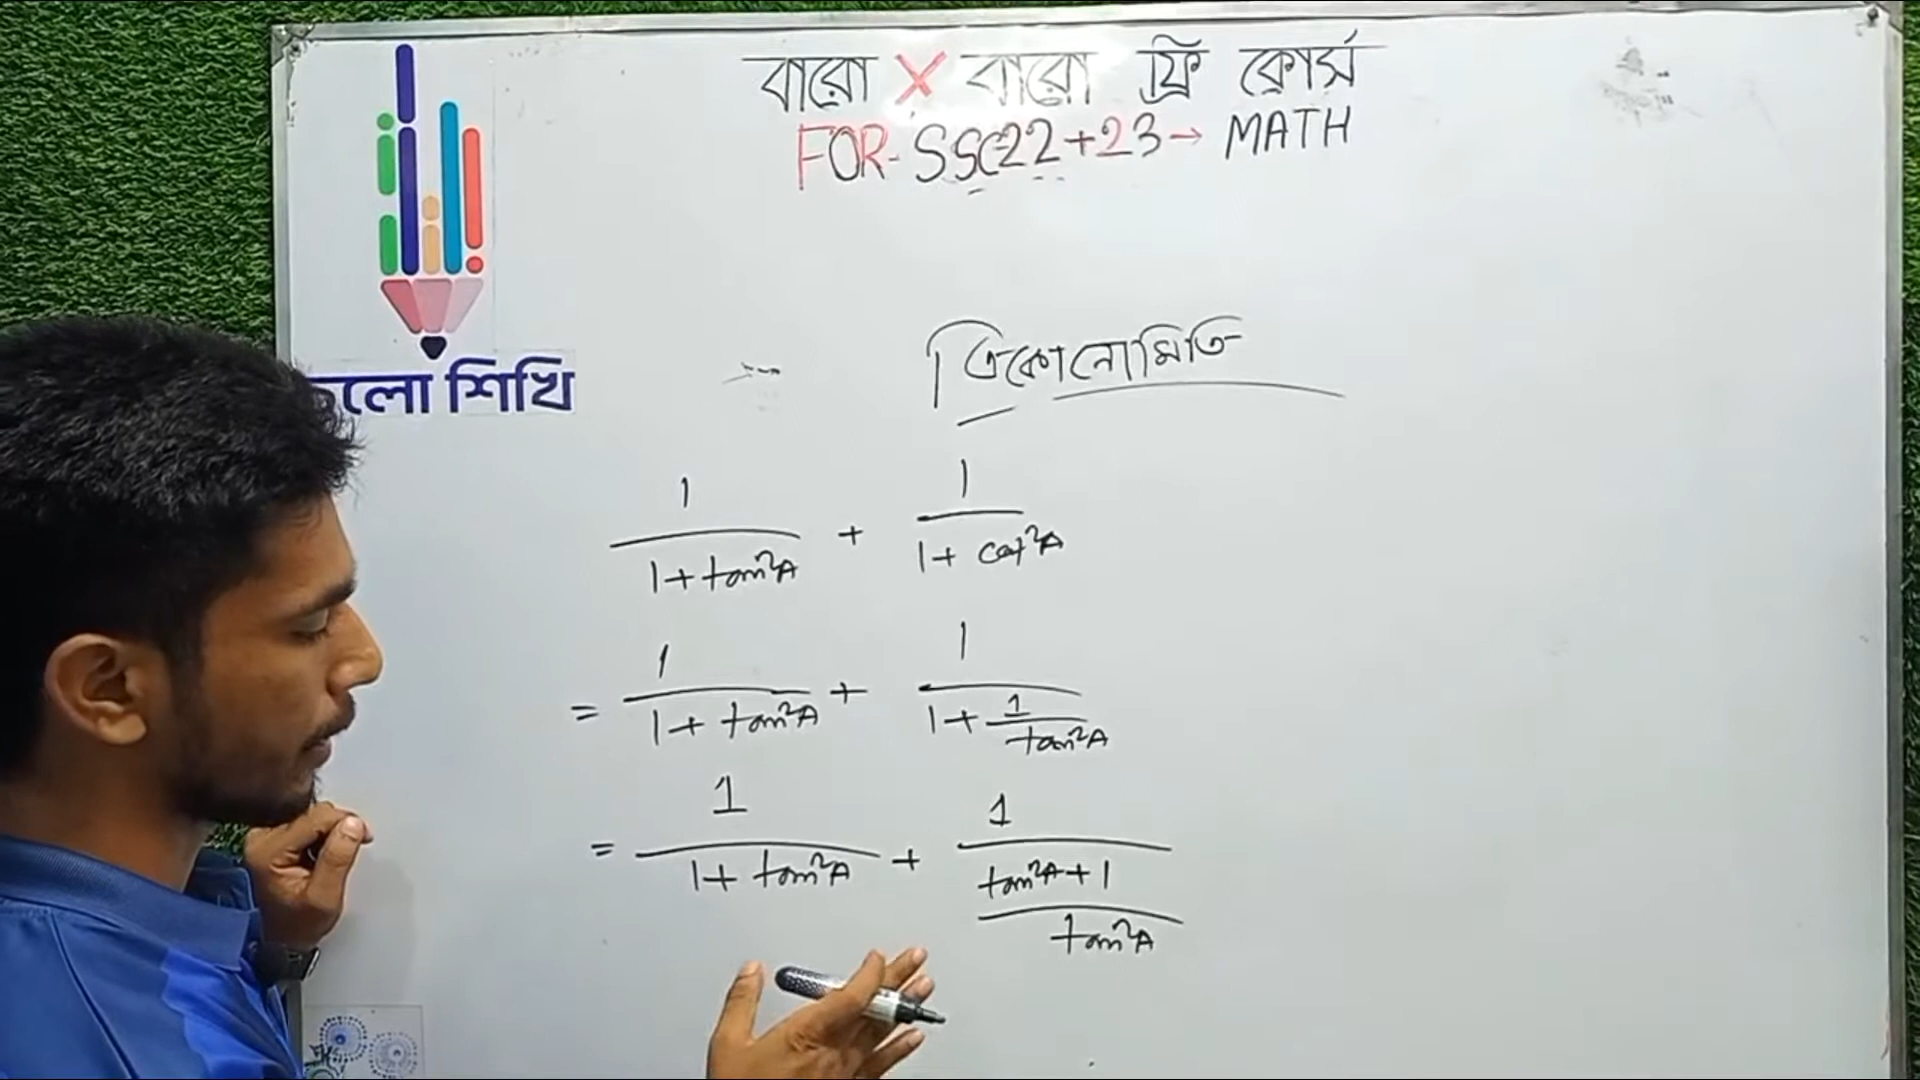 বারো X বারো ফ্রি কোর্স
FOR- SSC22+23→ MATH
চলো শিখি
ত্রিকোনোমিতি
1/(1+tan²A) + 1/(1+cot²A)
= 1/(1+tan²A) + 1/(1+1/tan²A)
= 1/(1+tan²A) + 1/((tan²A+1)/tan²A)